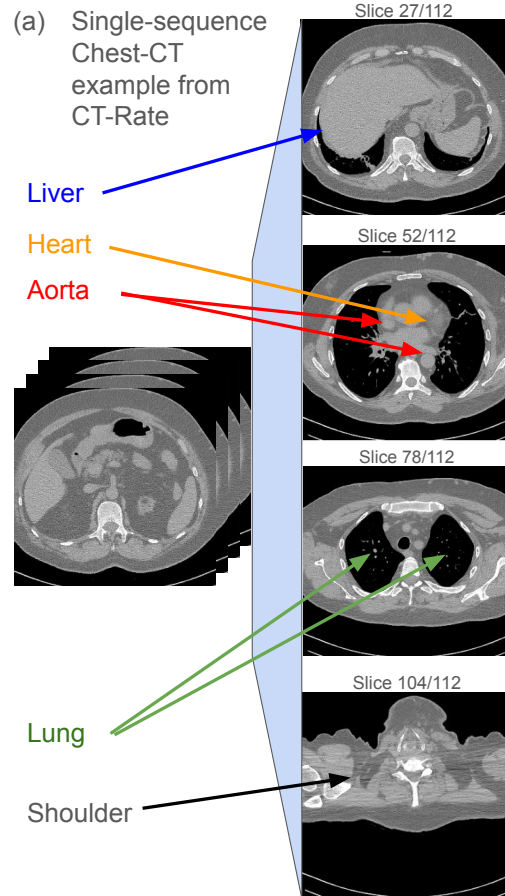 (a) Single-sequence
Chest-CT
example from
CT-Rate
Slice 27/112
Liver
Slice 52/112
Heart
Aorta
Slice 78/112
Lung
Slice 104/112
Shoulder